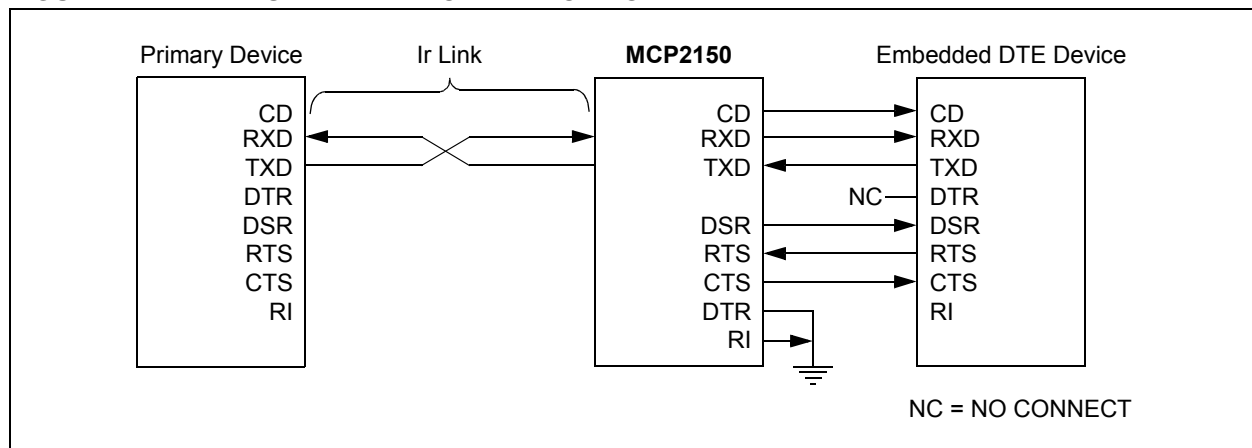 Primary Device
Ir Link
MCP2150
Embedded DTE Device
CD
RXD
TXD
DTR
DSR
RTS
CTS
RI
CD
RXD
TXD
DSR
RTS
CTS
DTR
RI
NC
CD
RXD
TXD
DTR
DSR
RTS
CTS
RI
NC = NO CONNECT